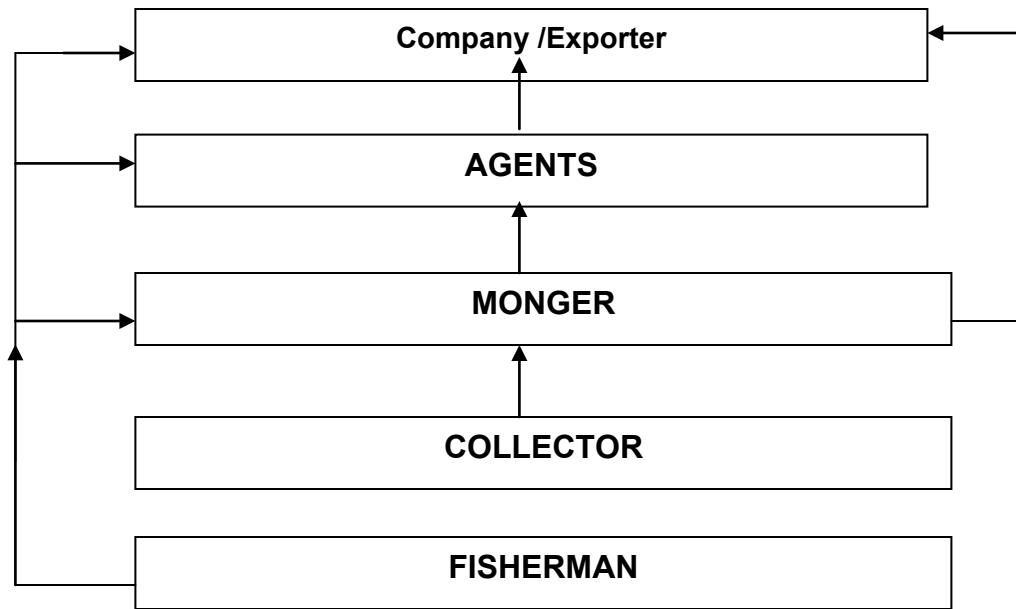 Company /Exporter
AGENTS
MONGER
COLLECTOR
FISHERMAN